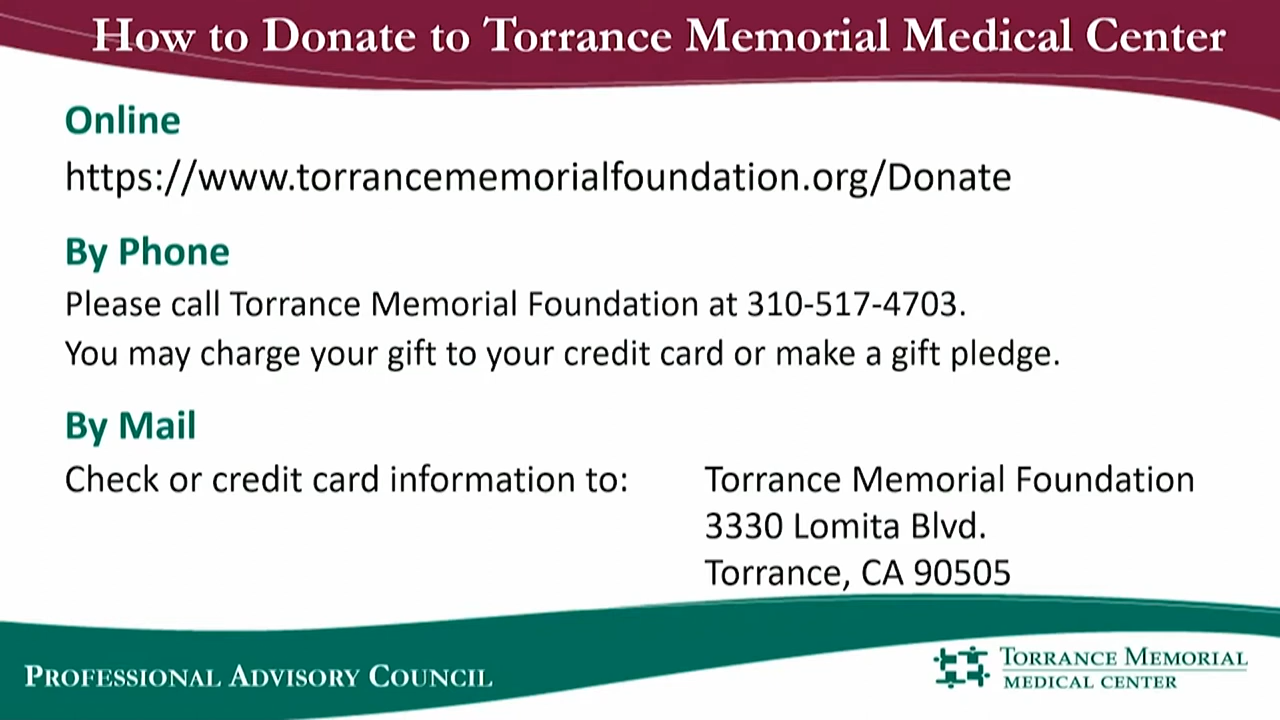 How to Donate to Torrance Memorial Medical Center
Online
https://www.torrancememorialfoundation.org/Donate
By Phone
Please call Torrance Memorial Foundation at 310-517-4703.
You may charge your gift to your credit card or make a gift pledge.
By Mail
Check or credit card information to: Torrance Memorial Foundation
3330 Lomita Blvd.
Torrance, CA 90505
PROFESSIONAL ADVISORY COUNCIL
TORRANCE MEMORIAL
MEDICAL CENTER